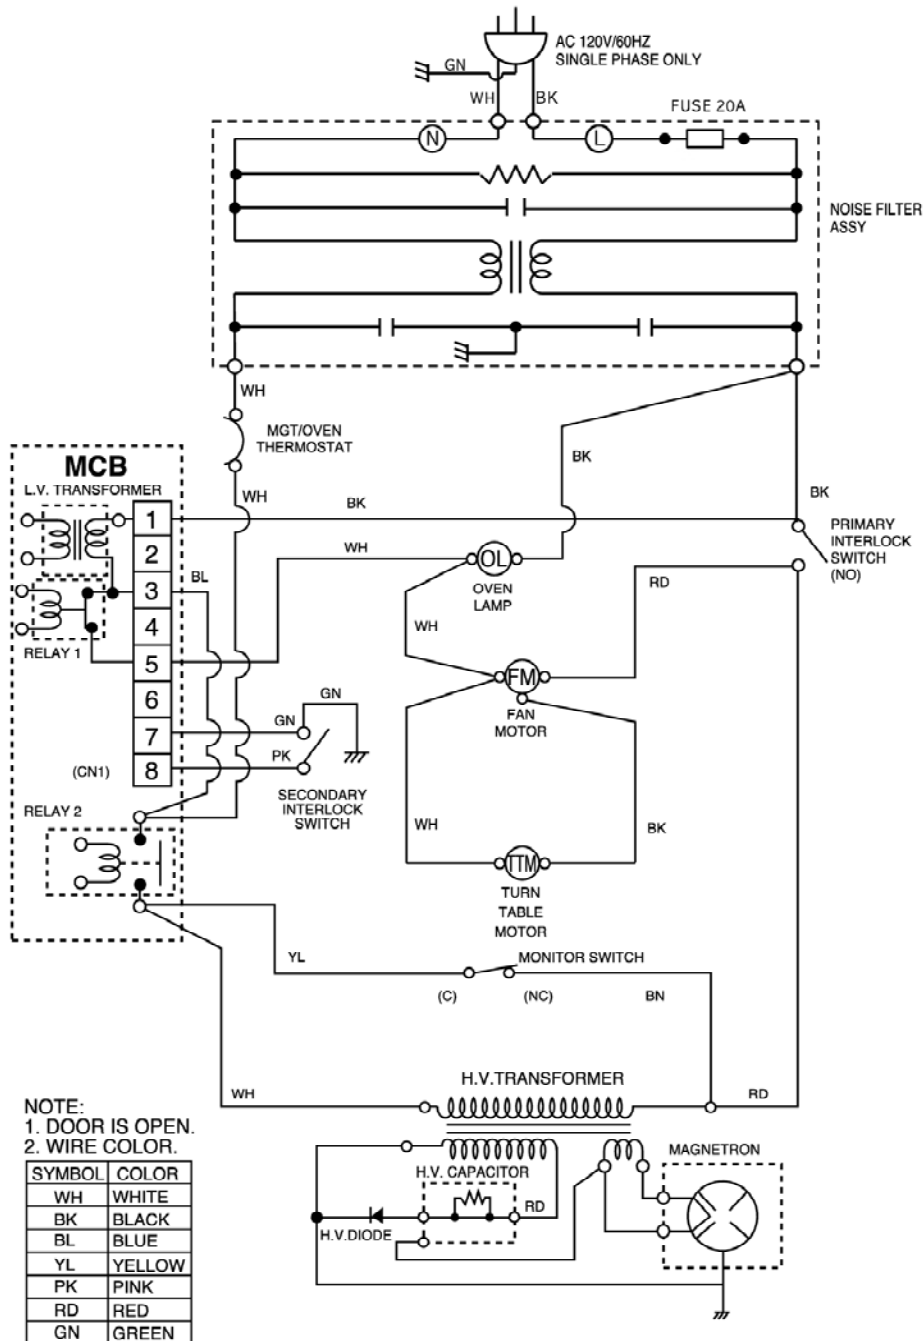 AC 120V/60HZ
SINGLE PHASE ONLY
GN
WH
BK
FUSE 20A
N
L
NOISE FILTER
ASSY
WH
MGT/OVEN
THERMOSTAT
BK
MCB
L.V. TRANSFORMER
WH
BK
BK
1
PRIMARY
INTERLOCK
SWITCH
(NO)
2
WH
OL
OVEN
LAMP
RD
3
BL
4
WH
RELAY 1
5
FM
FAN
MOTOR
6
GN
7
GN
PK
8
(CN1)
SECONDARY
INTERLOCK
SWITCH
RELAY 2
WH
BK
TTM
TURN
TABLE
MOTOR
YL
MONITOR SWITCH
(C)
(NC)
BN
H.V.TRANSFORMER
WH
RD
NOTE:
1. DOOR IS OPEN.
2. WIRE COLOR.
MAGNETRON
H.V. CAPACITOR
RD
H.V.DIODE
SYMBOL COLOR
WH WHITE
BK BLACK
BL BLUE
YL YELLOW
PK PINK
RD RED
GN GREEN